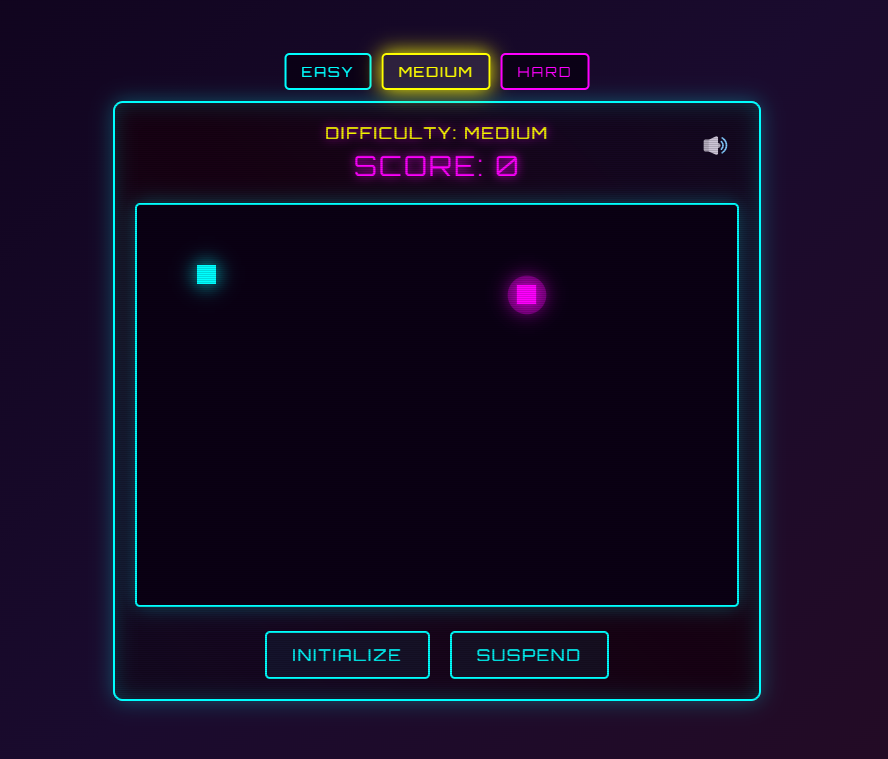 EASY
MEDIUM
HARD
DIFFICULTY: MEDIUM
SCORE: 0
INITIALIZE
SUSPEND